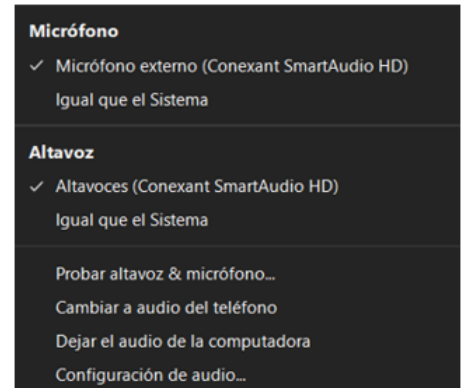 Micrófono
✓ Micrófono externo (Conexant SmartAudio HD)
Igual que el Sistema
Altavoz
✓ Altavoces (Conexant SmartAudio HD)
Igual que el Sistema
Probar altavoz & micrófono...
Cambiar a audio del teléfono
Dejar el audio de la computadora
Configuración de audio...